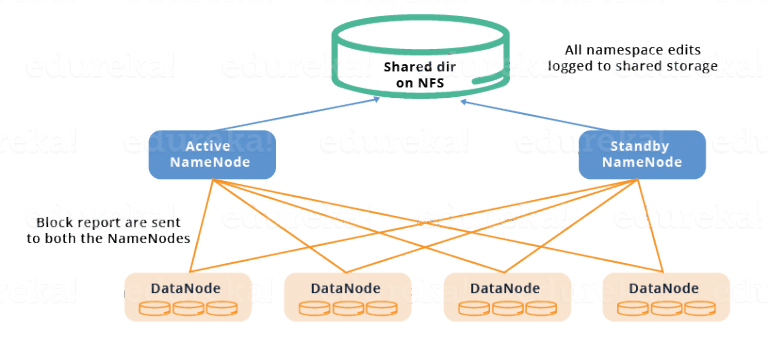 Shared dir
on NFS
All namespace edits
logged to shared storage
Active
NameNode
Standby
NameNode
Block report are sent
to both the NameNodes
DataNode
DataNode
DataNode
DataNode
edureka!